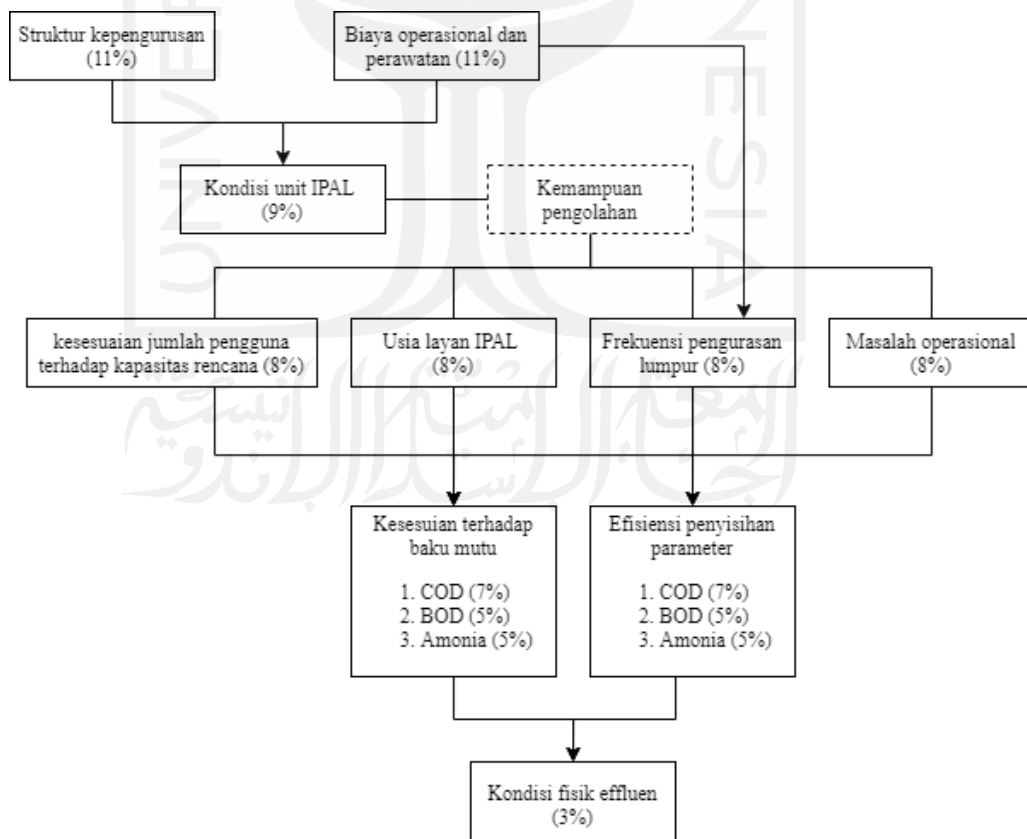 Struktur kepengurusan
(11%)
Biaya operasional dan
perawatan (11%)
Kondisi unit IPAL
(9%)
Kemampuan
pengolahan
kesesuaian jumlah pengguna
terhadap kapasitas rencana (8%)
Usia layan IPAL
(8%)
Frekuensi pengurasan
lumpur (8%)
Masalah operasional
(8%)
Kesesuian terhadap
baku mutu
1. COD (7%)
2. BOD (5%)
3. Amonia (5%)
Efisiensi penyisihan
parameter
1. COD (7%)
2. BOD (5%)
3. Amonia (5%)
Kondisi fisik effluen
(3%)